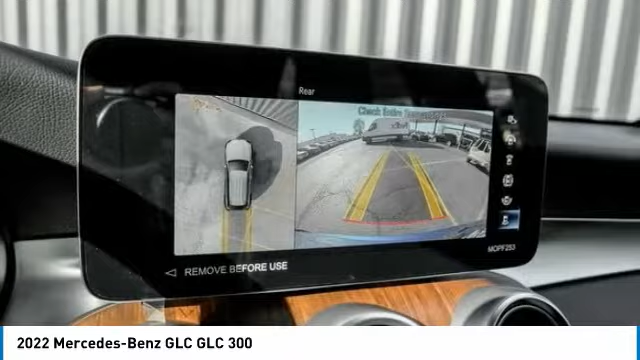 Rear
Check Entire Surroundings
REMOVE BEFORE USE
MOPF253
2022 Mercedes-Benz GLC GLC 300